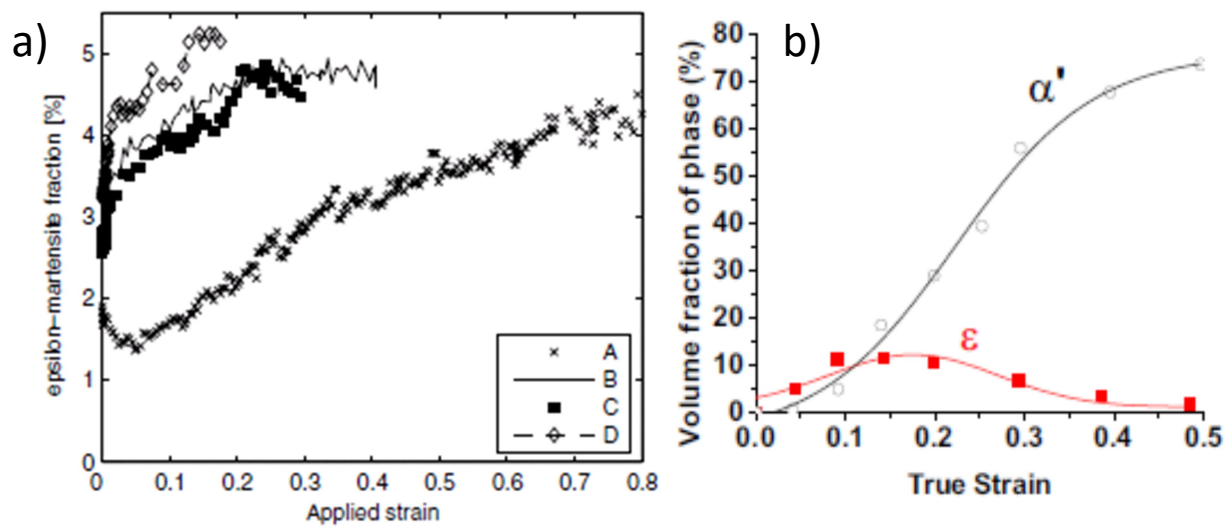 a)
epsilon-martensite fraction [%]
5
4
3
2
1
0
0 0.1 0.2 0.3 0.4 0.5 0.6 0.7 0.8
Applied strain
A
B
C
D
b)
Volume fraction of phase (%)
80
70
60
50
40
30
20
10
0
α'
ε
0.0 0.1 0.2 0.3 0.4 0.5
True Strain